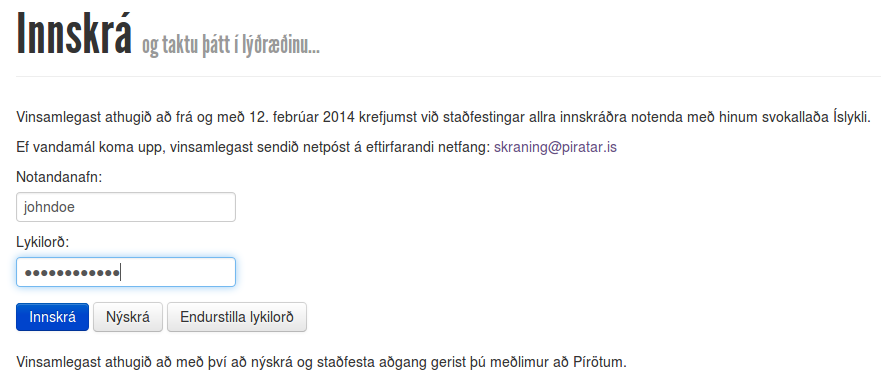 Innskrá og taktu þátt í lýðræðinu...
Vinsamlegast athugið að frá og með 12. febrúar 2014 krefjumst við staðfestingar allra innskráðra notenda með hinum svokallaða Íslykli.
Ef vandamál koma upp, vinsamlegast sendið netpóst á eftirfarandi netfang: skraning@piratar.is
Notandanafn:
johndoe
Lykilorð:
●●●●●●●●●●●●
Innskrá Nýskrá Endurstilla lykilorð
Vinsamlegast athugið að með því að nýskrá og staðfesta aðgang gerist þú meðlimur að Pírötum.